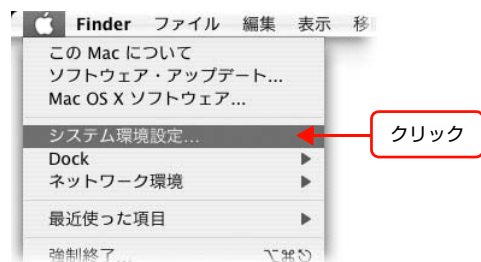 Finder ファイル 編集 表示
この Mac について
ソフトウェア・アップデート...
Mac OS X ソフトウェア...
システム環境設定...
クリック
Dock
ネットワーク環境
最近使った項目
強制終了...